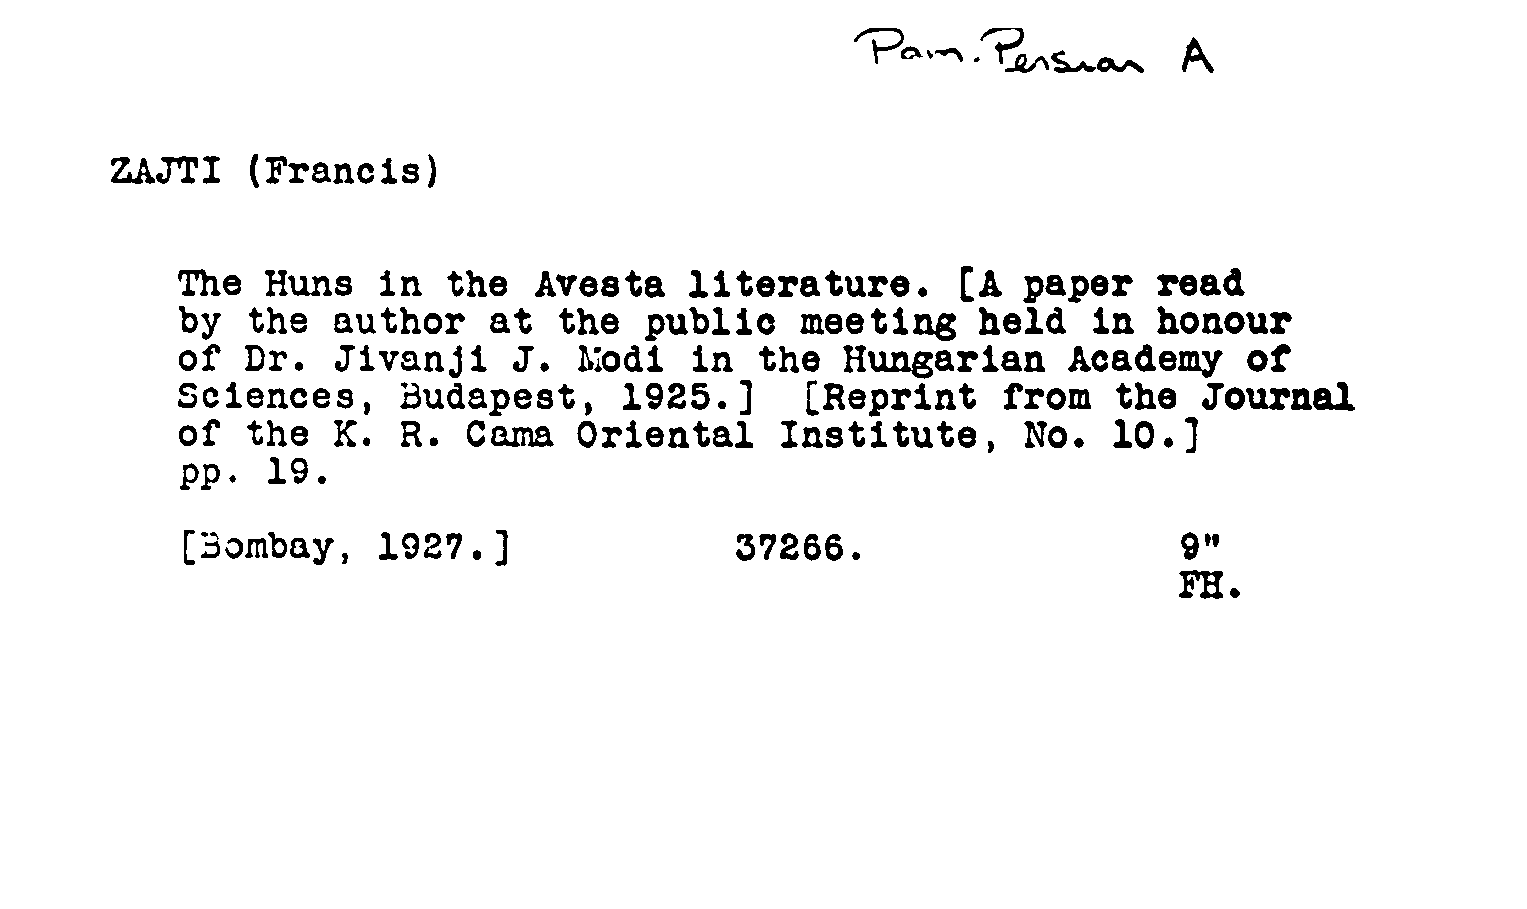 Pam. Persian A
ZAJTI (Francis)
The Huns in the Avesta literature. [A paper read
by the author at the public meeting held in honour
of Dr. Jivanji J. Modi in the Hungarian Academy of
Sciences, Budapest, 1925.] [Reprint from the Journal
of the K. R. Cama Oriental Institute, No. 10.]
pp. 19.
[Bombay, 1927.] 37266. 9"
FH.